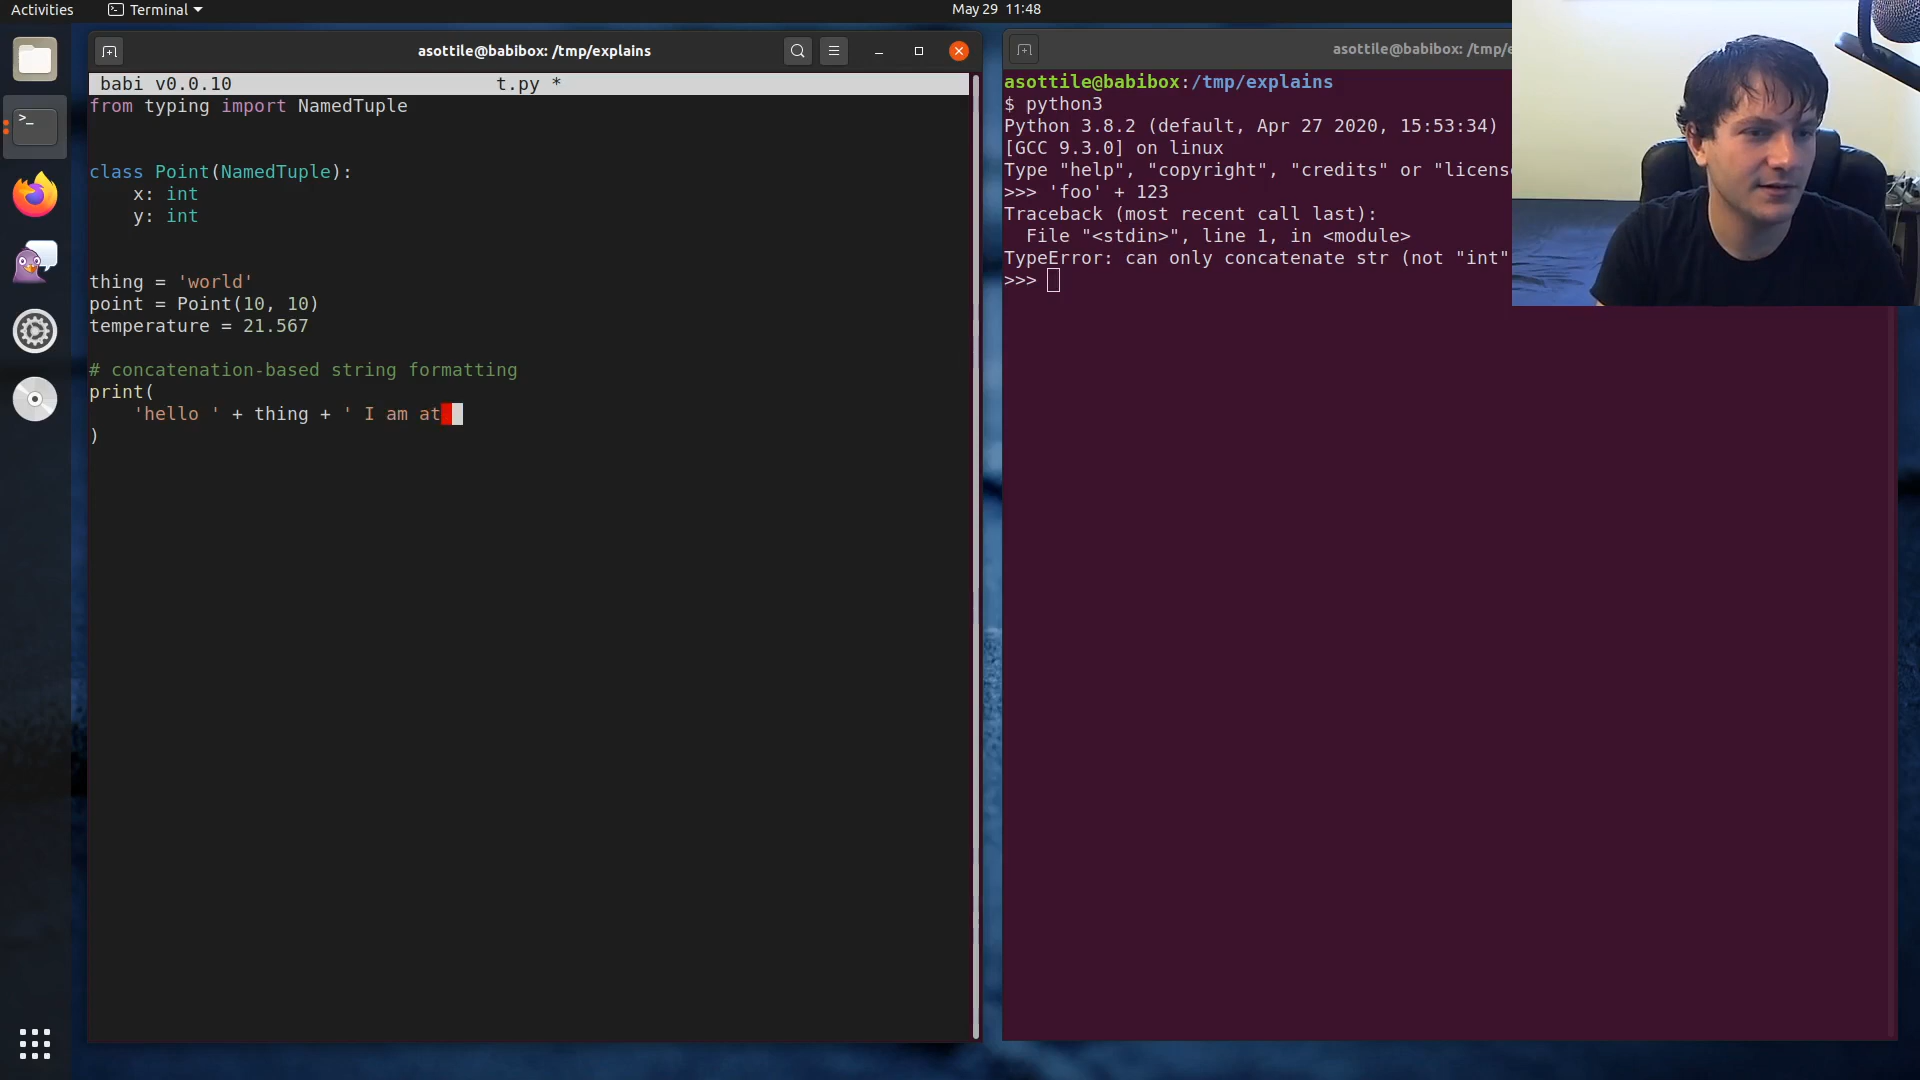 Activities
Terminal
May 29 11:48
asottile@babibox: /tmp/explains
babi v0.0.10 t.py *
from typing import NamedTuple
class Point(NamedTuple):
x: int
y: int
thing = 'world'
point = Point(10, 10)
temperature = 21.567
# concatenation-based string formatting
print(
'hello ' + thing + ' I am at
)
asottile@babibox: /tmp/e
asottile@babibox:/tmp/explains
$ python3
Python 3.8.2 (default, Apr 27 2020, 15:53:34)
[GCC 9.3.0] on linux
Type "help", "copyright", "credits" or "licens
>>> 'foo' + 123
Traceback (most recent call last):
File "<stdin>", line 1, in <module>
TypeError: can only concatenate str (not "int"
>>>